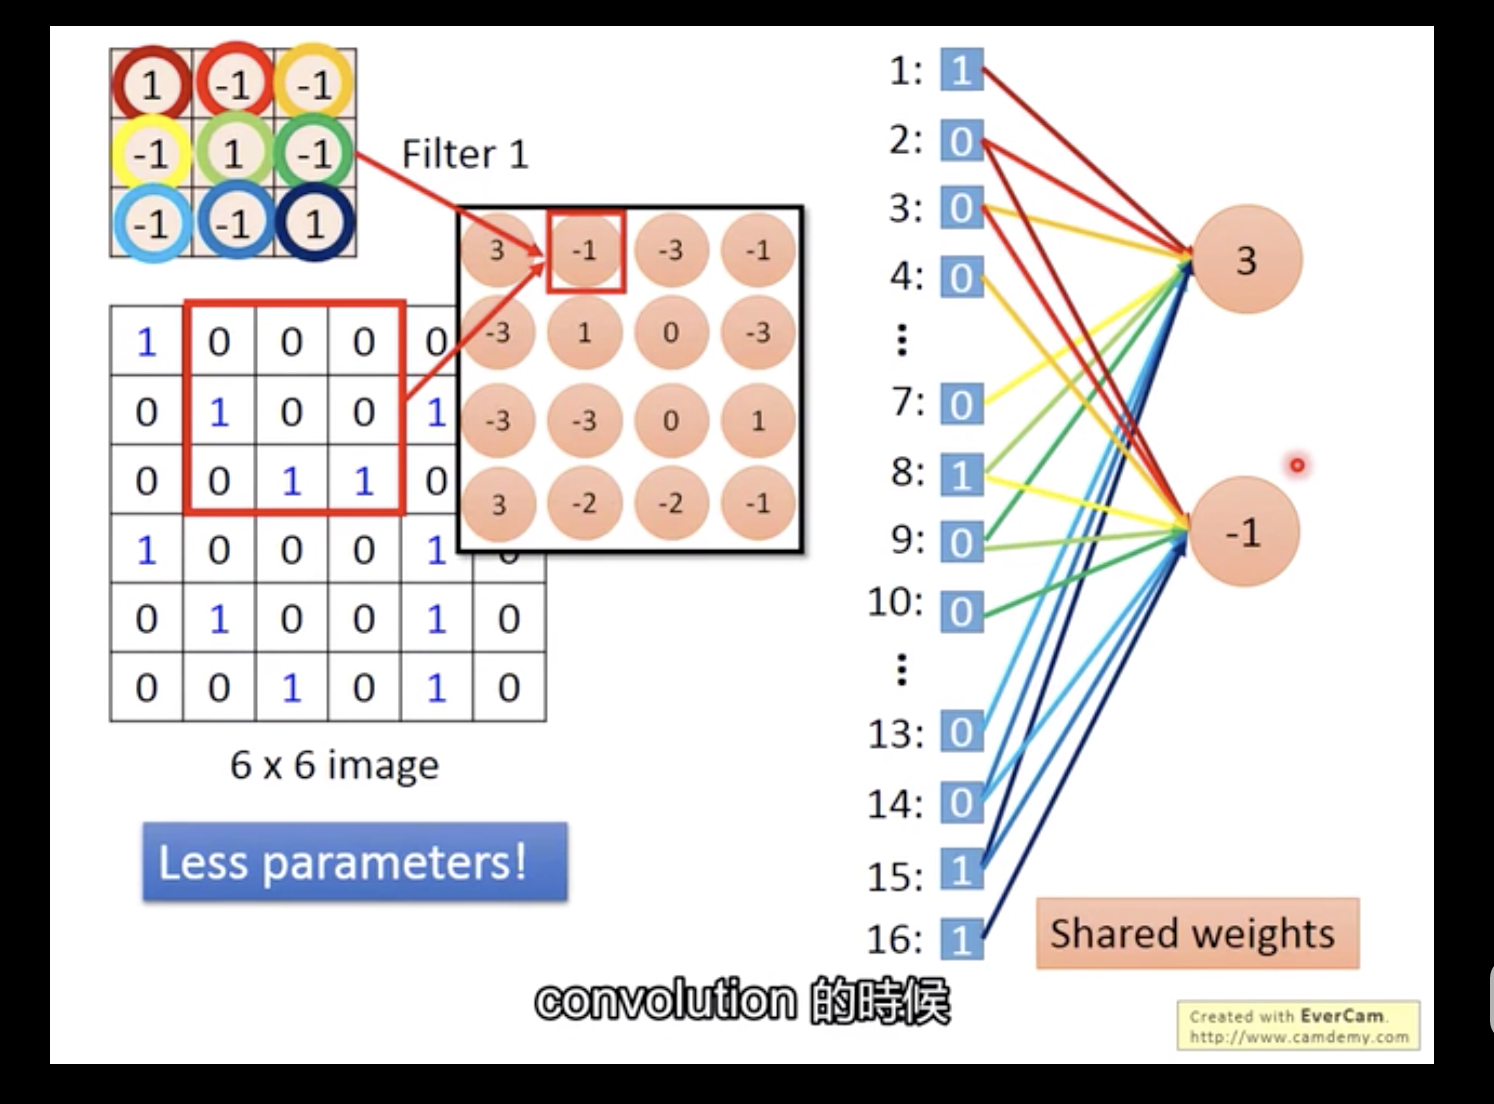 1 -1 -1
-1 1 -1
-1 -1 1
Filter 1
3 -1 -3 -1
-3 1 0 -3
-3 -3 0 1
3 -2 -2 -1
1 0 0 0 0
0 1 0 0 1
0 0 1 1 0
1 0 0 0 1 0
0 1 0 0 1 0
0 0 1 0 1 0
6 x 6 image
Less parameters!
1: 1
2: 0
3: 0
4: 0
⋮
7: 0
8: 1
9: 0
10: 0
⋮
13: 0
14: 0
15: 1
16: 1
3
-1
Shared weights
convolution 的時候
Created with EverCam.
http://www.camdemy.com